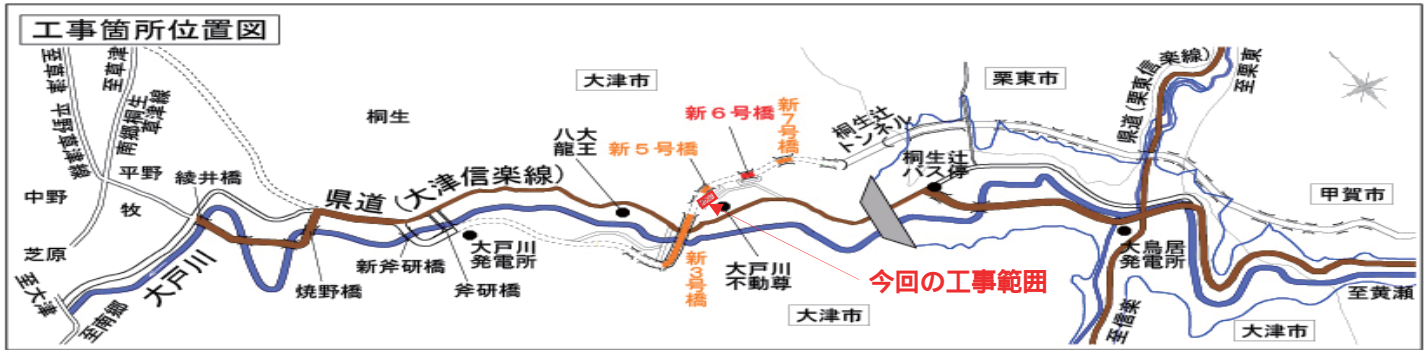 工事箇所位置図
至草津 平野草津線
至草津
南郷桐生
草津線
桐生
大津市
栗東市
県道(栗東信楽線)
至栗東
八大
龍王
新5号橋
新6号橋
新7号橋
桐生辻
トンネル
桐生辻
バス停
中野
平野
綾井橋
牧
県道(大津信楽線)
甲賀市
芝原
大戸川
大戸川
発電所
新斧研橋
焼野橋
斧研橋
新3号橋
大戸川
不動尊
今回の工事範囲
大鳥居
発電所
至大津
至南郷
大津市
至信楽
大津市
至黄瀬